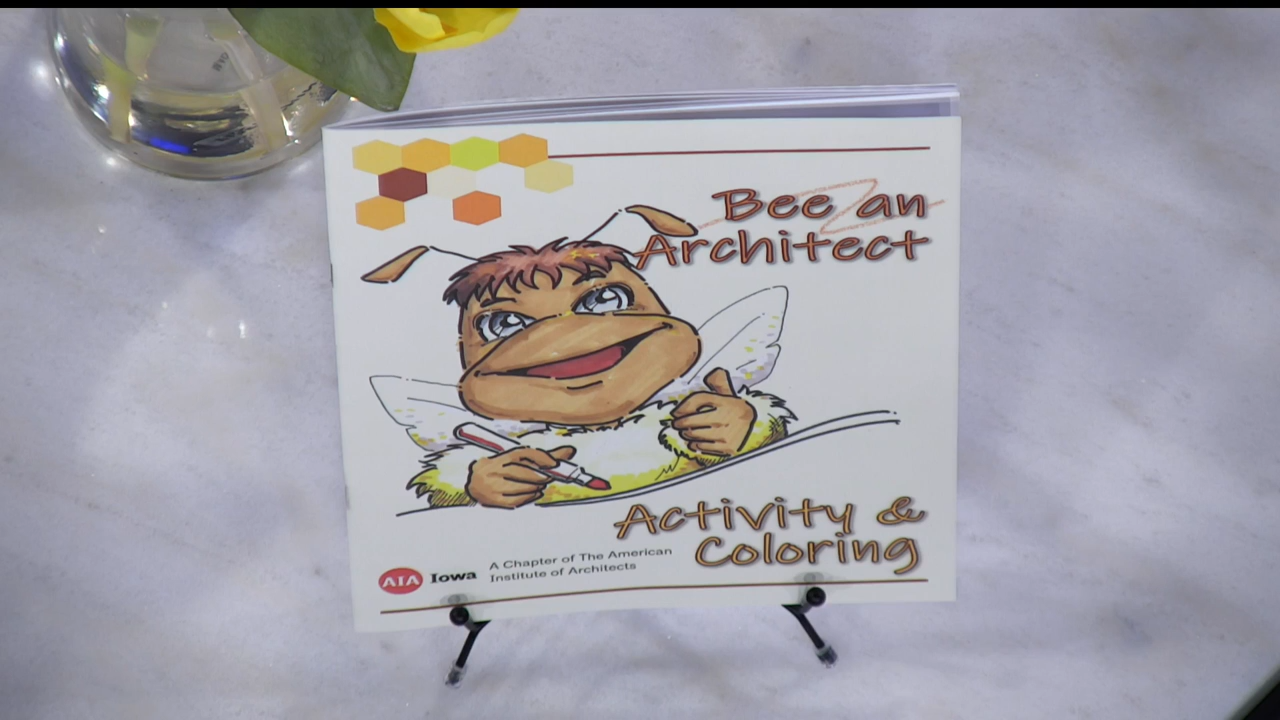 Bee an
Architect
Activity &
Coloring
AIA Iowa
A Chapter of The American
Institute of Architects